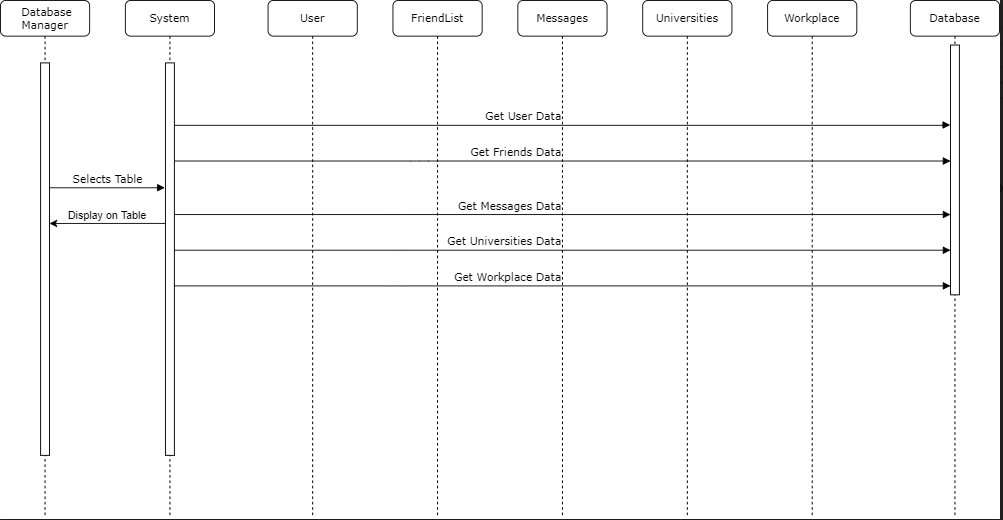 Database
Manager
System
User
FriendList
Messages
Universities
Workplace
Database
Get User Data
Get Friends Data
Selects Table
Get Messages Data
Display on Table
Get Universities Data
Get Workplace Data